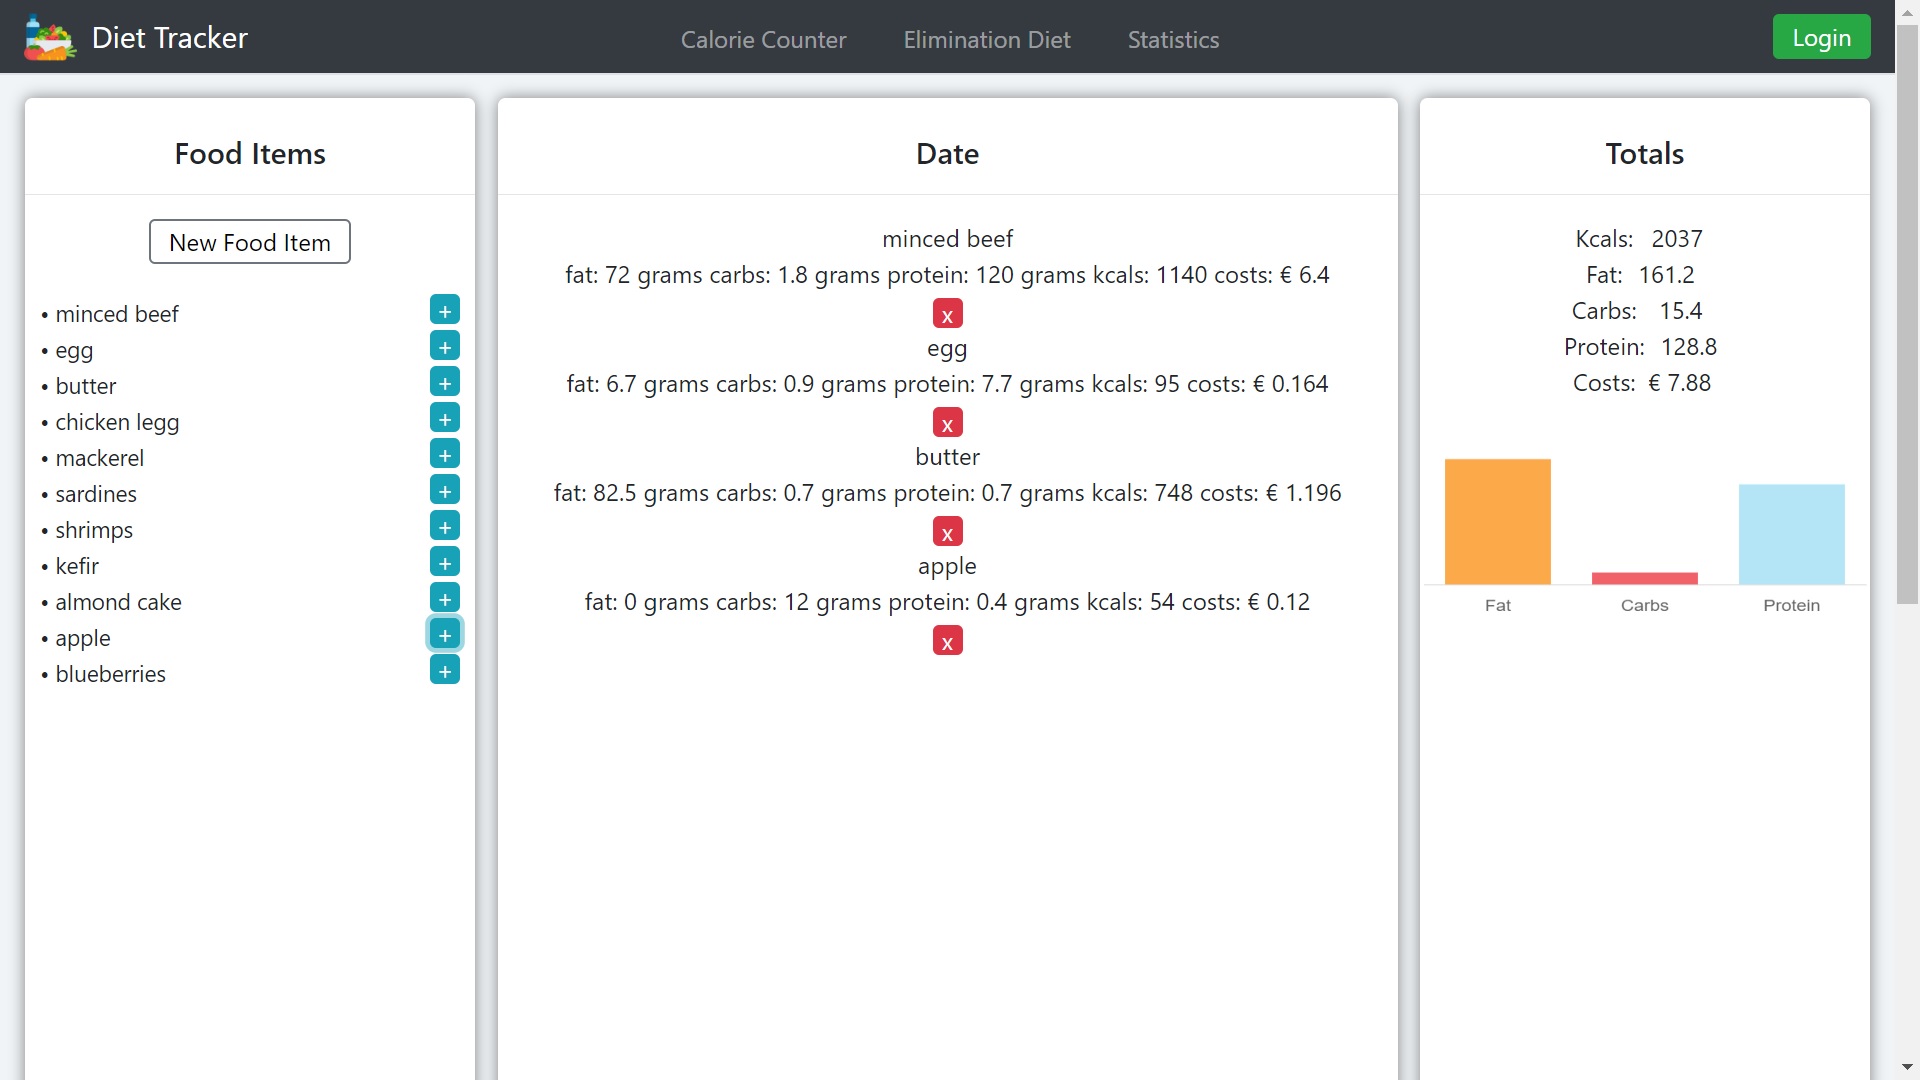 Diet Tracker
Calorie Counter
Elimination Diet
Statistics
Login
Food Items
New Food Item
• minced beef +
• egg +
• butter +
• chicken legg +
• mackerel +
• sardines +
• shrimps +
• kefir +
• almond cake +
• apple +
• blueberries +
Date
minced beef
fat: 72 grams carbs: 1.8 grams protein: 120 grams kcals: 1140 costs: € 6.4
x
egg
fat: 6.7 grams carbs: 0.9 grams protein: 7.7 grams kcals: 95 costs: € 0.164
x
butter
fat: 82.5 grams carbs: 0.7 grams protein: 0.7 grams kcals: 748 costs: € 1.196
x
apple
fat: 0 grams carbs: 12 grams protein: 0.4 grams kcals: 54 costs: € 0.12
x
Totals
Kcals: 2037
Fat: 161.2
Carbs: 15.4
Protein: 128.8
Costs: € 7.88
Fat
Carbs
Protein